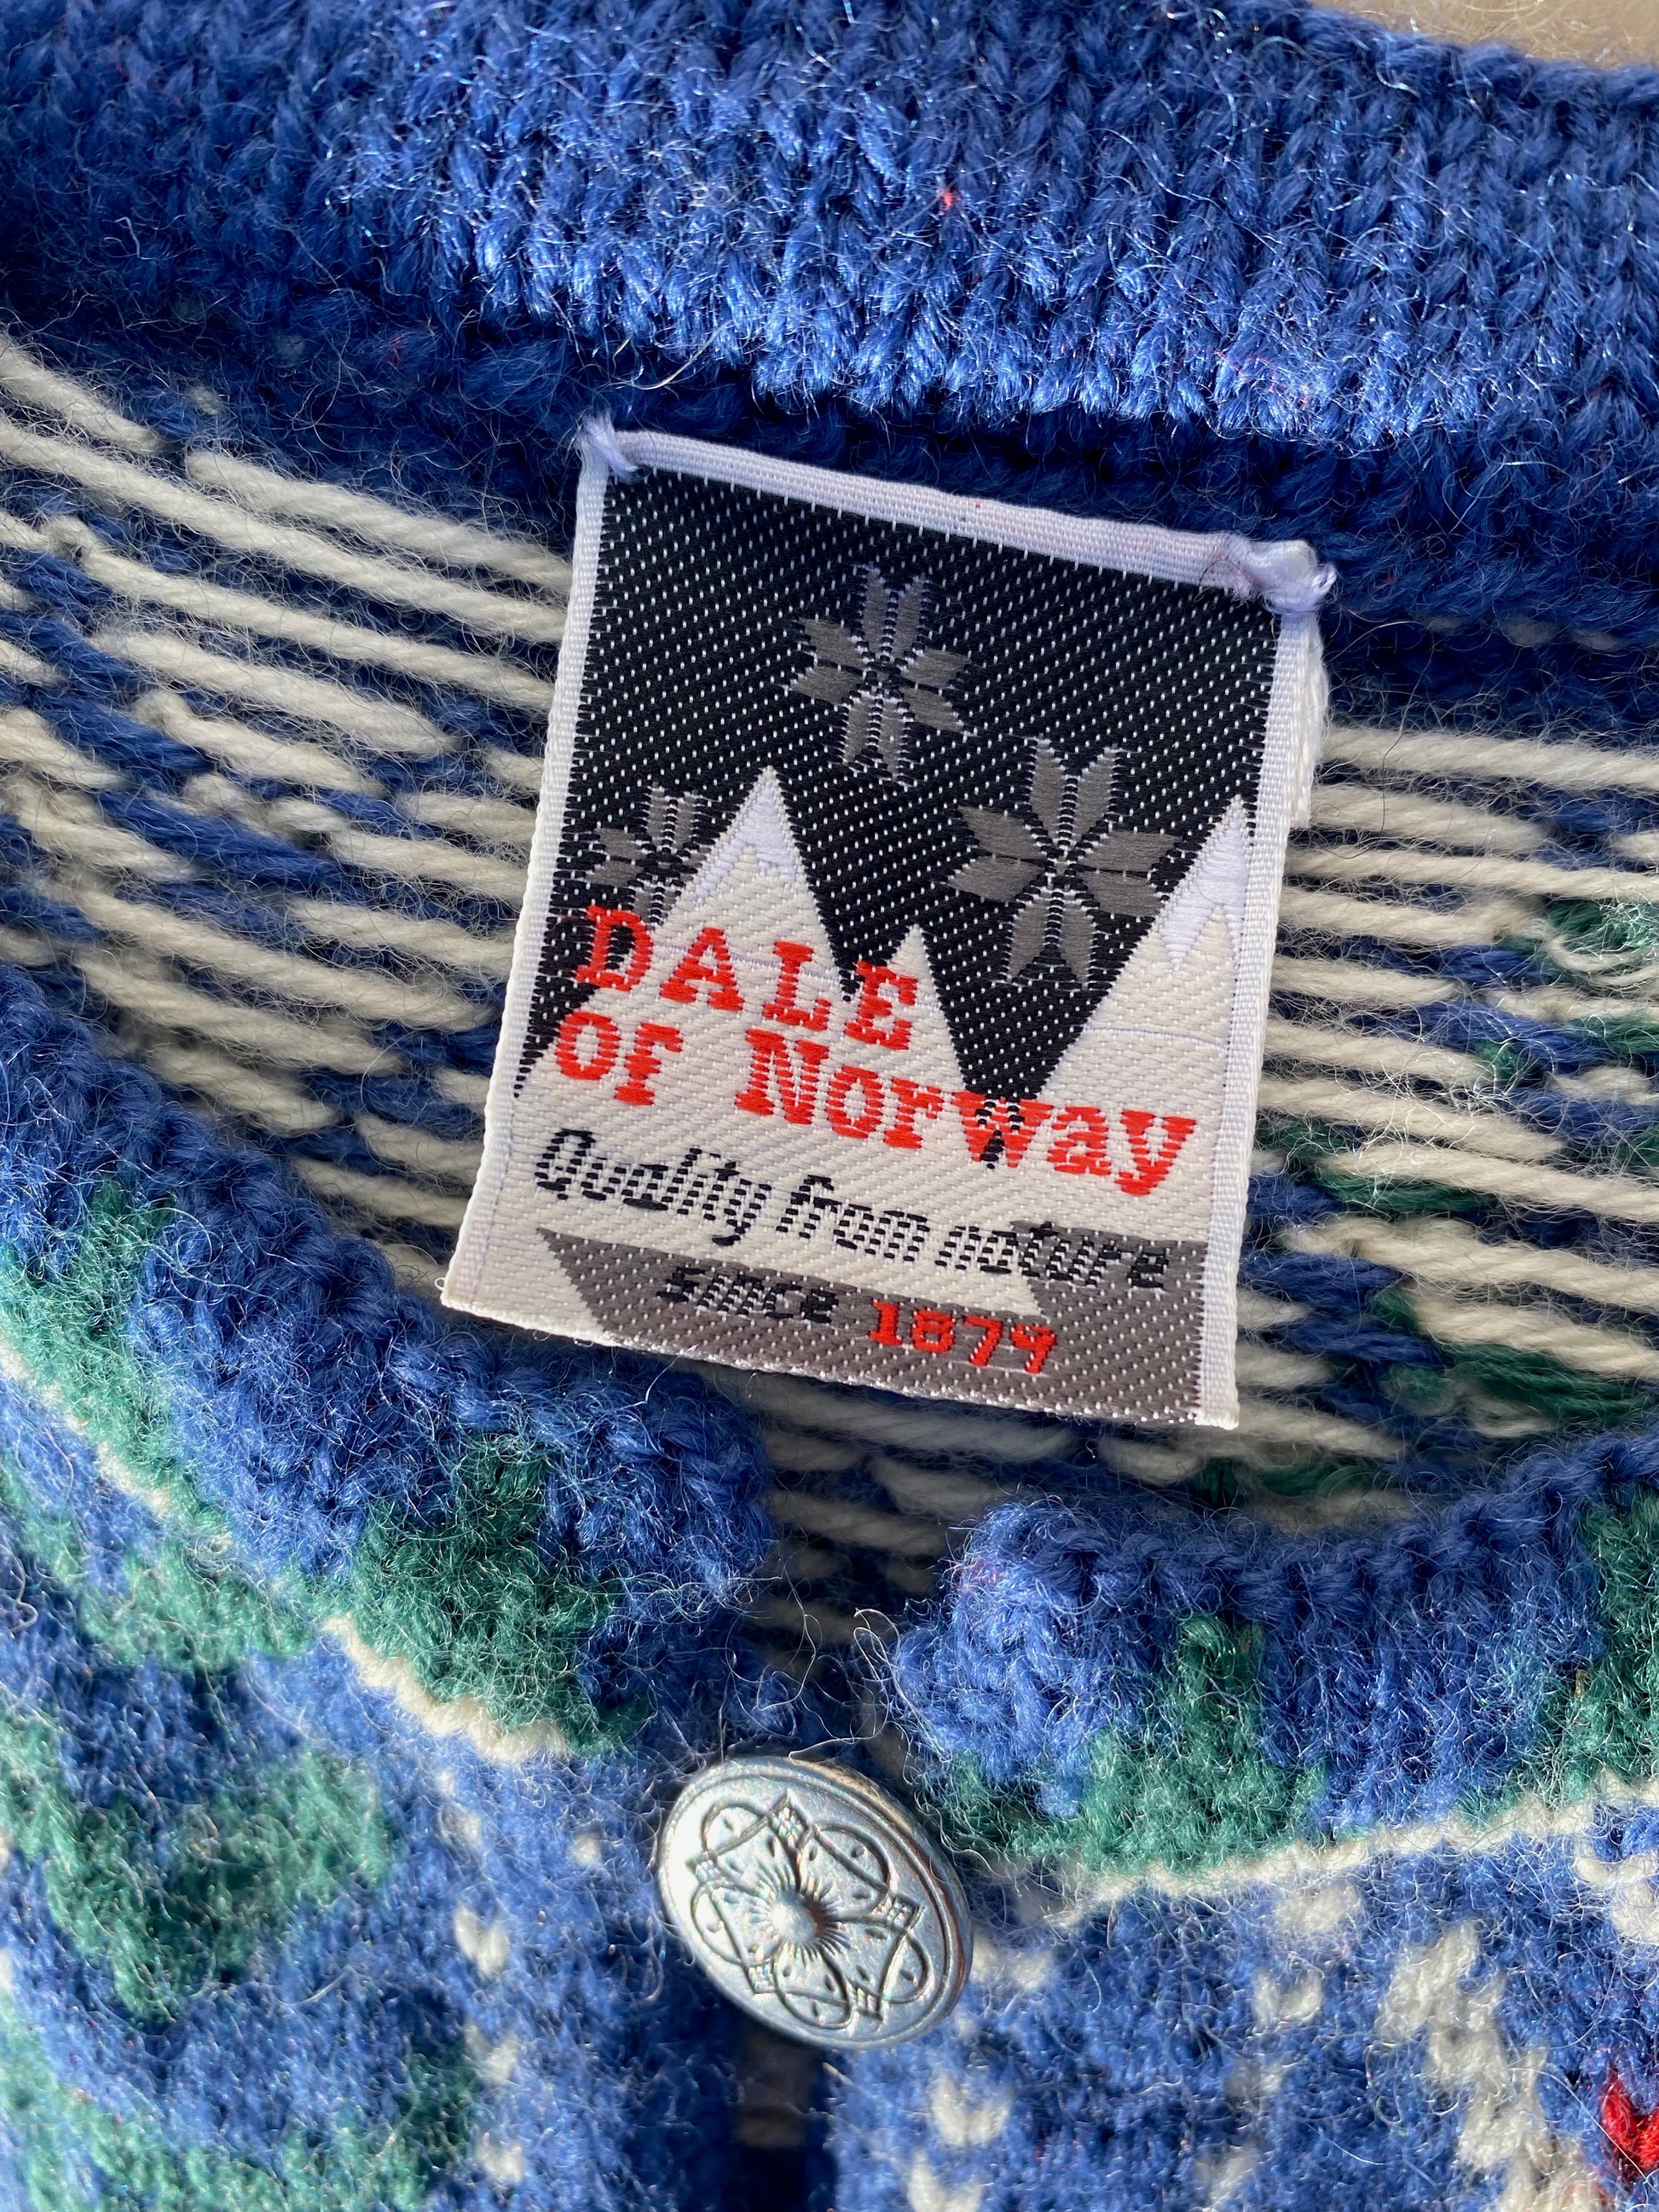 DALE
of Norway
Quality from nature
since 1879